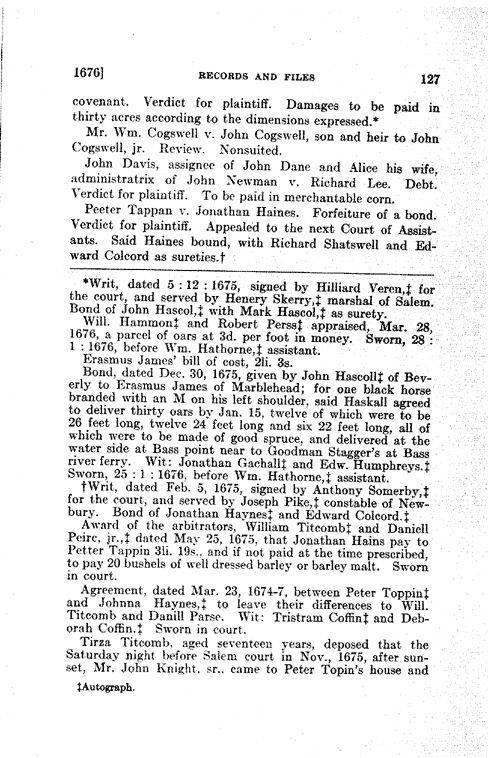 1676] RECORDS AND FILES 127
covenant. Verdict for plaintiff. Damages to be paid in
thirty acres according to the dimensions expressed.*
Mr. Wm. Cogswell v. John Cogswell, son and heir to John
Cogswell, jr. Review. Nonsuited.
John Davis, assignee of John Dane and Alice his wife,
administratrix of John Newman v. Richard Lee. Debt.
Verdict for plaintiff. To be paid in merchantable corn.
Peeter Tappan v. Jonathan Haines. Forfeiture of a bond.
Verdict for plaintiff. Appealed to the next Court of Assist-
ants. Said Haines bound, with Richard Shatswell and Ed-
ward Colcord as sureties.†
*Writ, dated 5 : 12 : 1675, signed by Hilliard Veren,‡ for
the court, and served by Henery Skerry,‡ marshal of Salem.
Bond of John Hascol,‡ with Mark Hascol,‡ as surety.
Will. Hammon‡ and Robert Perss‡ appraised, Mar. 28,
1676, a parcel of oars at 3d. per foot in money. Sworn, 28 :
1 : 1676, before Wm. Hathorne,‡ assistant.
Erasmus James' bill of cost, 2li. 3s.
Bond, dated Dec. 30, 1675, given by John Hascoll‡ of Bev-
erly to Erasmus James of Marblehead; for one black horse
branded with an M on his left shoulder, said Haskall agreed
to deliver thirty oars by Jan. 15, twelve of which were to be
26 feet long, twelve 24 feet long and six 22 feet long, all of
which were to be made of good spruce, and delivered at the
water side at Bass point near to Goodman Stagger's at Bass
river ferry. Wit: Jonathan Gachall‡ and Edw. Humphreys.‡
Sworn, 25 : 1 : 1676, before Wm. Hathorne,‡ assistant.
†Writ, dated Feb. 5, 1675, signed by Anthony Somerby,‡
for the court, and served by Joseph Pike,‡ constable of New-
bury. Bond of Jonathan Haynes‡ and Edward Colcord.‡
Award of the arbitrators, William Titcomb‡ and Daniell
Peirc, jr.,‡ dated May 25, 1675, that Jonathan Hains pay to
Petter Tappin 3li. 19s., and if not paid at the time prescribed,
to pay 20 bushels of well dressed barley or barley malt. Sworn
in court.
Agreement, dated Mar. 23, 1674-7, between Peter Toppin‡
and Johnna Haynes,‡ to leave their differences to Will.
Titcomb and Danill Parse. Wit: Tristram Coffin‡ and Deb-
orah Coffin.‡ Sworn in court.
Tirza Titcomb, aged seventeen years, deposed that the
Saturday night before Salem court in Nov., 1675, after sun-
set, Mr. John Knight, sr., came to Peter Topin's house and
‡Autograph.